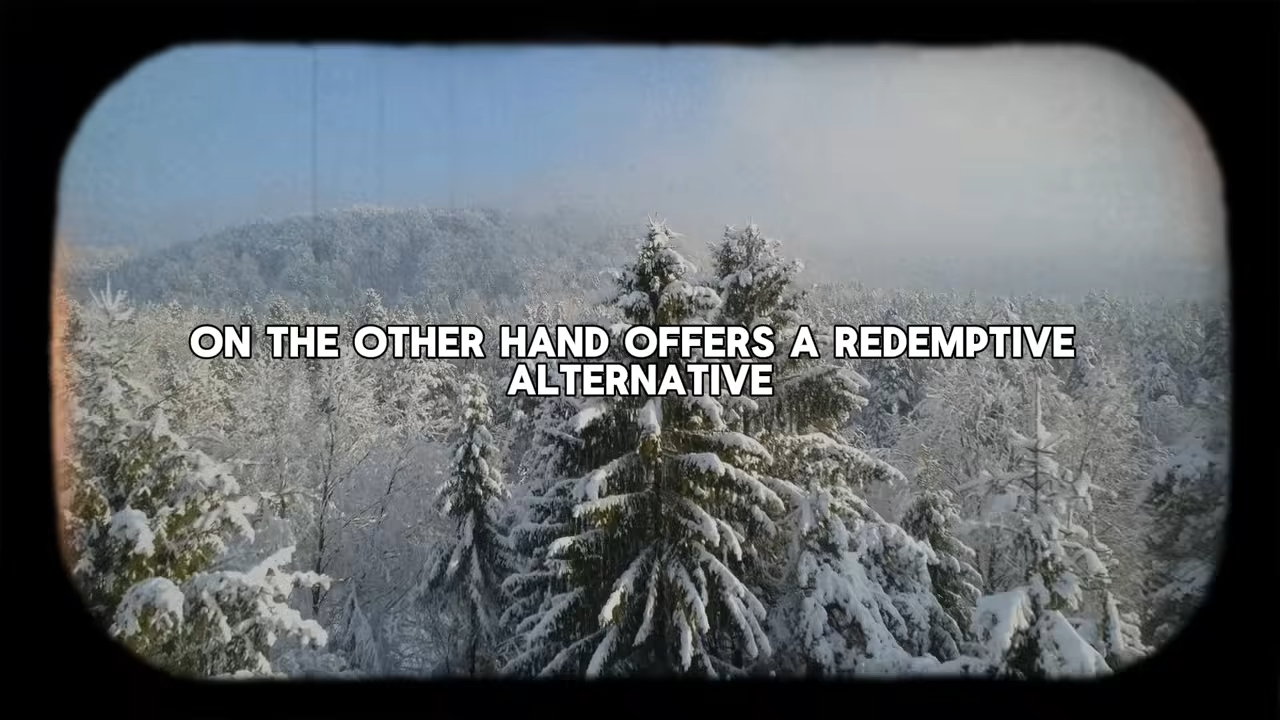 ON THE OTHER HAND OFFERS A REDEMPTIVE
ALTERNATIVE